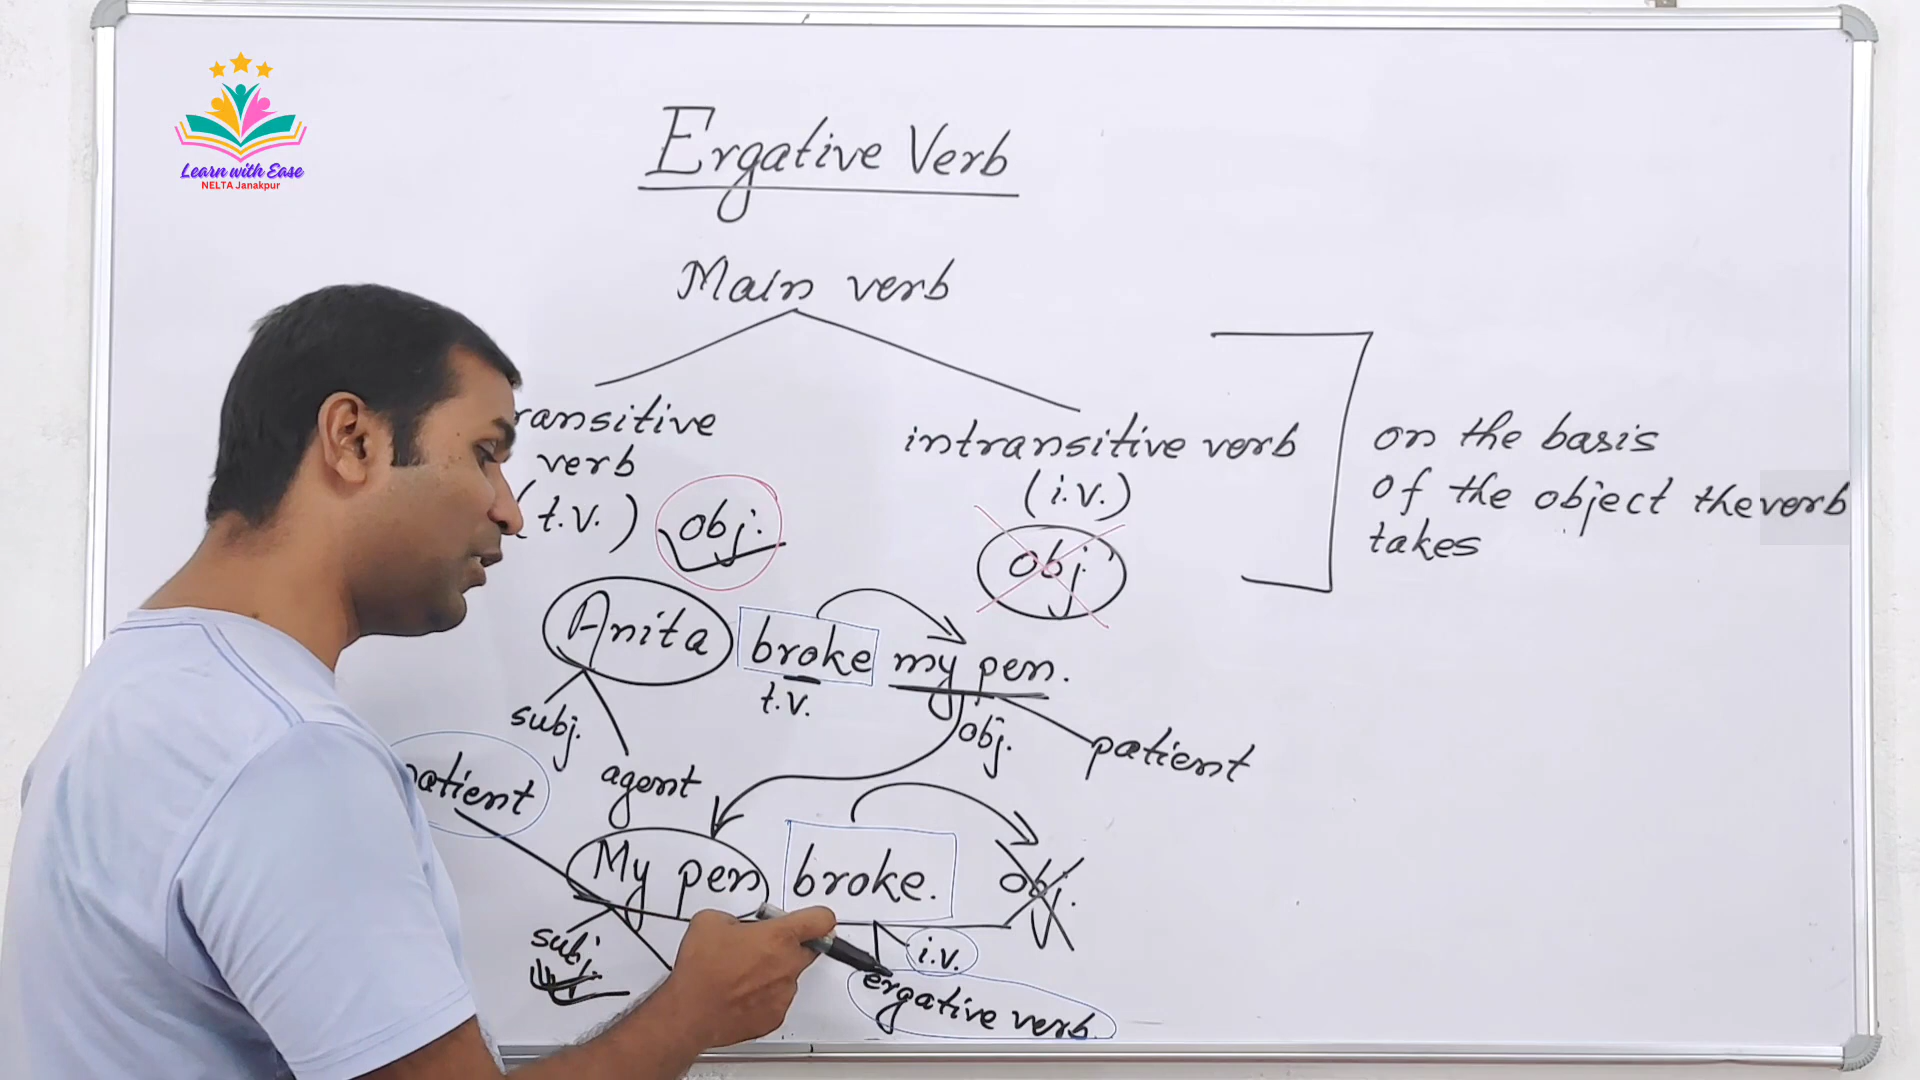 Learn with Ease
NELTA Janakpur
Ergative Verb
Main verb
ransitive
verb
(t.v.) obj.
intransitive verb
(i.v.)
obj
on the basis
of the object the verb
takes
Anita broke my pen.
t.v.
subj.
agent
obj.
patient
patient
My pen broke. obj.
subj.
i.v.
ergative verb